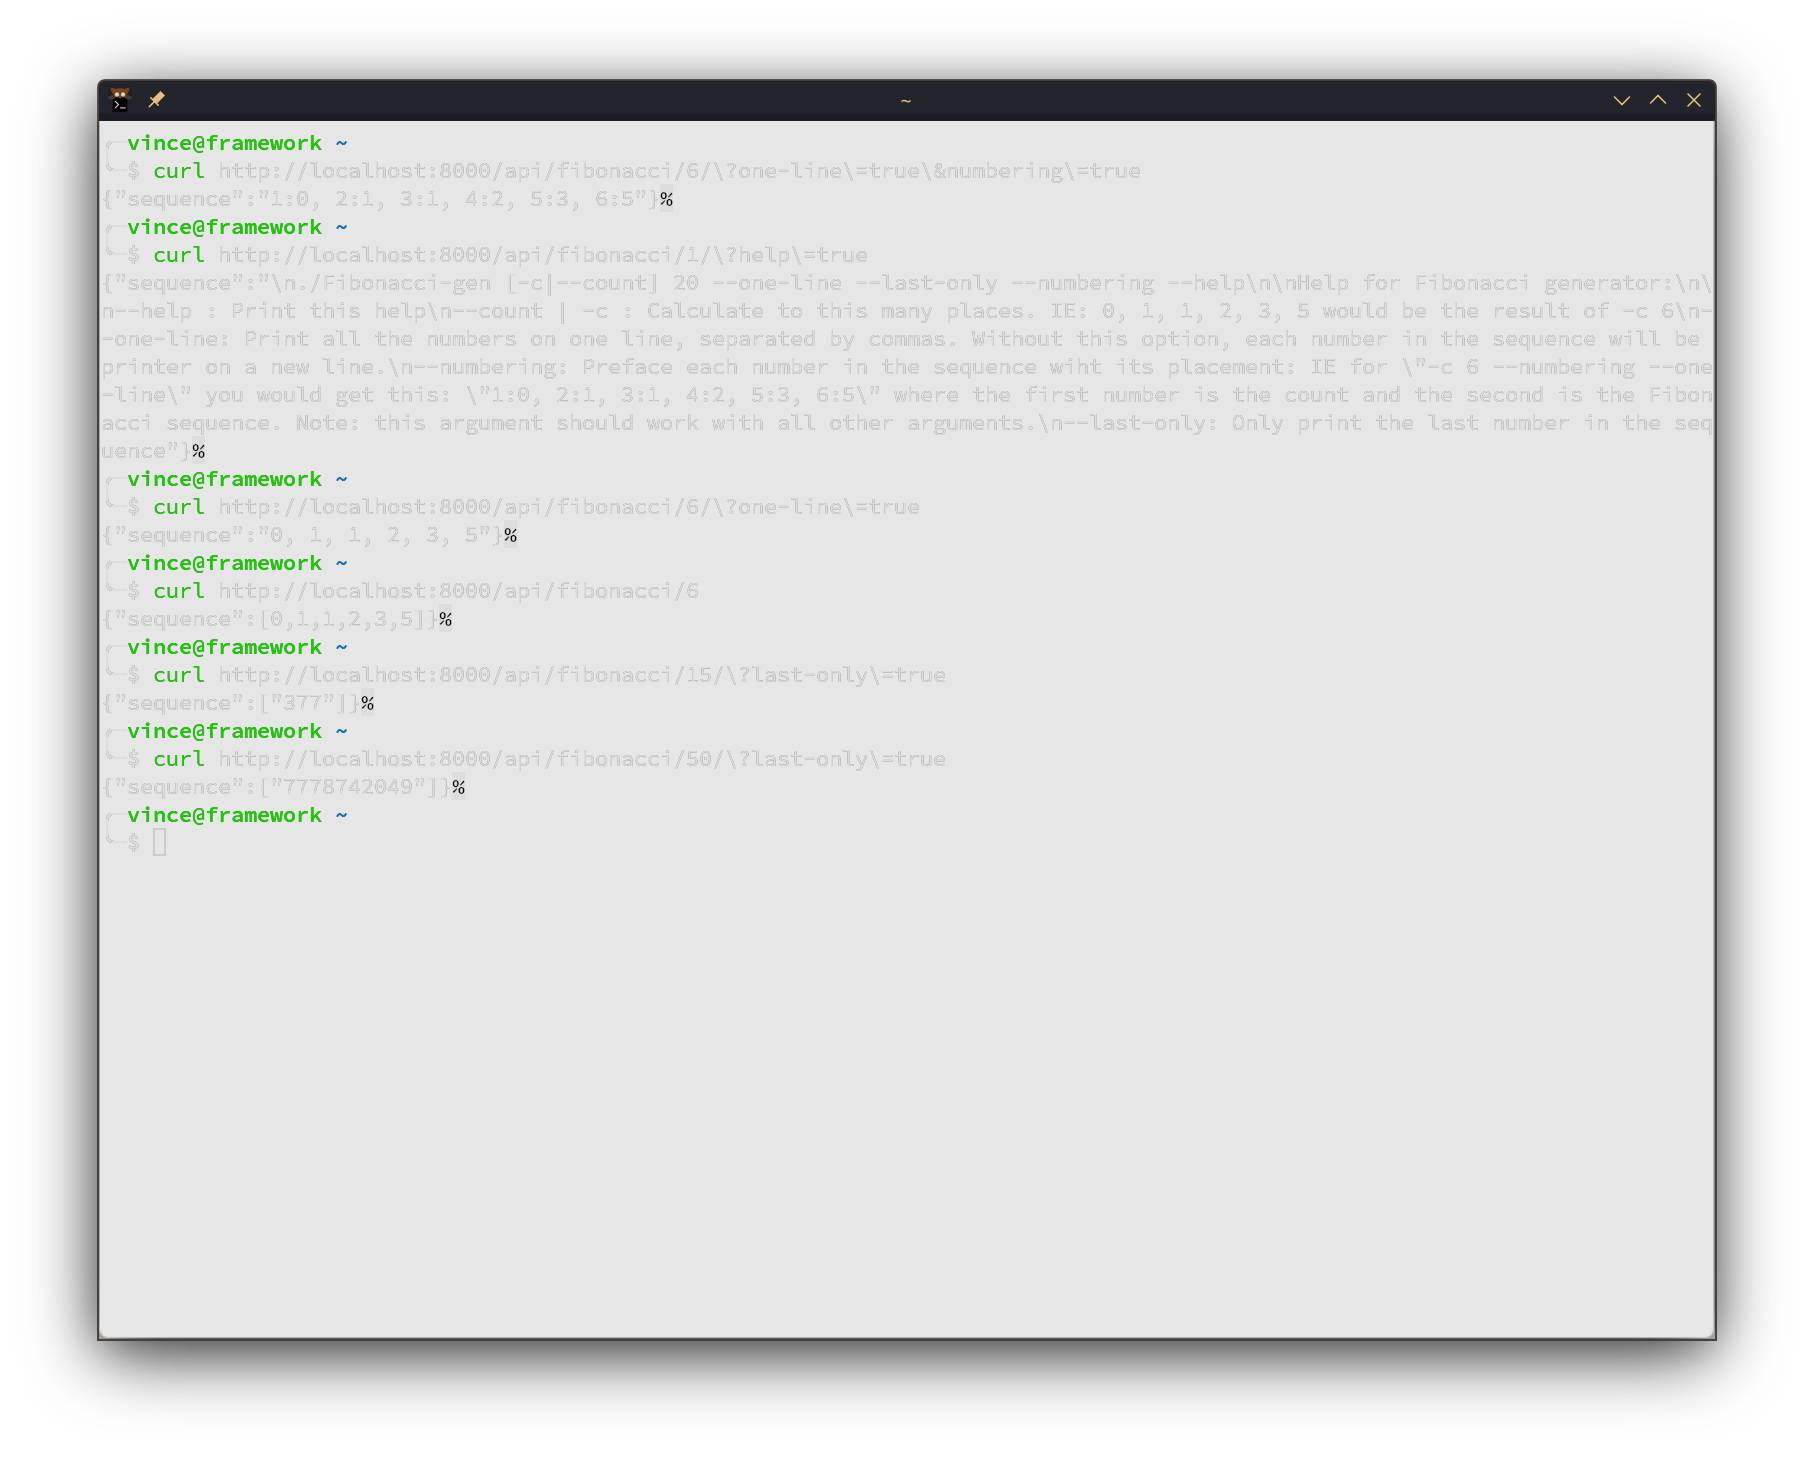 ~
vince@framework ~
$ curl http://localhost:8000/api/fibonacci/6/\?one-line\=true\&numbering\=true
{"sequence":"1:0, 2:1, 3:1, 4:2, 5:3, 6:5"}%
vince@framework ~
$ curl http://localhost:8000/api/fibonacci/1/\?help\=true
{"sequence":"\n./Fibonacci-gen [-c|--count] 20 --one-line --last-only --numbering --help\n\nHelp for Fibonacci generator:\n\
n--help : Print this help\n--count | -c : Calculate to this many places. IE: 0, 1, 1, 2, 3, 5 would be the result of -c 6\n-
-one-line: Print all the numbers on one line, separated by commas. Without this option, each number in the sequence will be
printer on a new line.\n--numbering: Preface each number in the sequence wiht its placement: IE for \"-c 6 --numbering --one
-line\" you would get this: \"1:0, 2:1, 3:1, 4:2, 5:3, 6:5\" where the first number is the count and the second is the Fibon
acci sequence. Note: this argument should work with all other arguments.\n--last-only: Only print the last number in the seq
uence"}%
vince@framework ~
$ curl http://localhost:8000/api/fibonacci/6/\?one-line\=true
{"sequence":"0, 1, 1, 2, 3, 5"}%
vince@framework ~
$ curl http://localhost:8000/api/fibonacci/6
{"sequence":[0,1,1,2,3,5]}%
vince@framework ~
$ curl http://localhost:8000/api/fibonacci/15/\?last-only\=true
{"sequence":["377"]}%
vince@framework ~
$ curl http://localhost:8000/api/fibonacci/50/\?last-only\=true
{"sequence":["7778742049"]}%
vince@framework ~
$